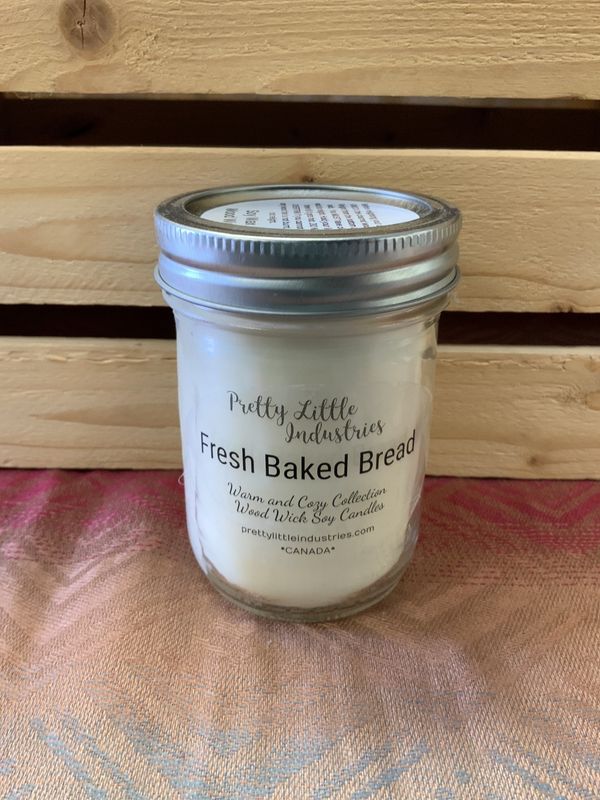 Pretty Little
Industries
Fresh Baked Bread
Warm and Cozy Collection
Wood Wick Soy Candles
prettylittleindustries.com
*CANADA*